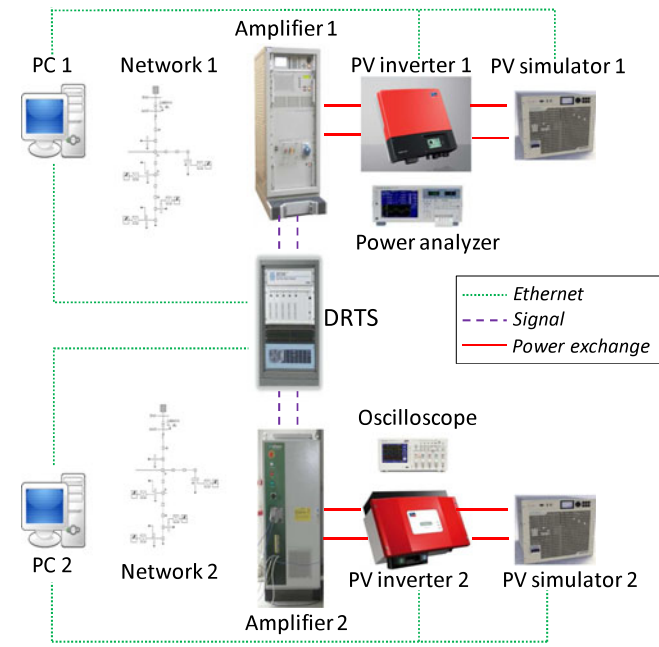 Amplifier 1
PC 1
Network 1
PV inverter 1
PV simulator 1
Power analyzer
DRTS
Ethernet
Signal
Power exchange
Oscilloscope
PC 2
Network 2
PV inverter 2
PV simulator 2
Amplifier 2